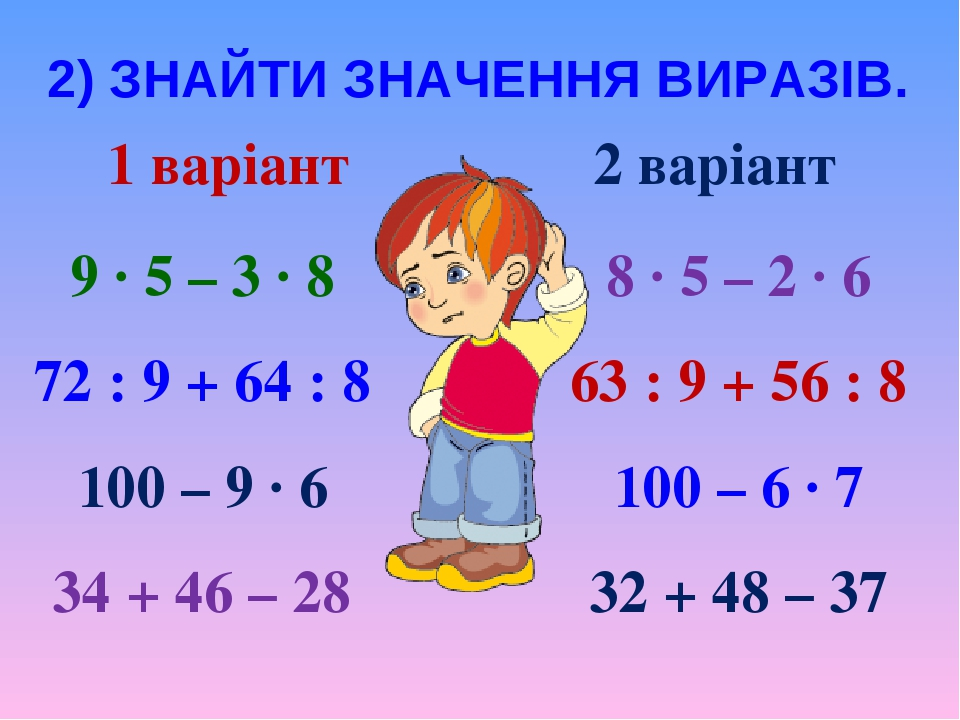 2) ЗНАЙТИ ЗНАЧЕННЯ ВИРАЗІВ.
1 варіант
9 · 5 – 3 · 8
72 : 9 + 64 : 8
100 – 9 · 6
34 + 46 – 28
2 варіант
8 · 5 – 2 · 6
63 : 9 + 56 : 8
100 – 6 · 7
32 + 48 – 37